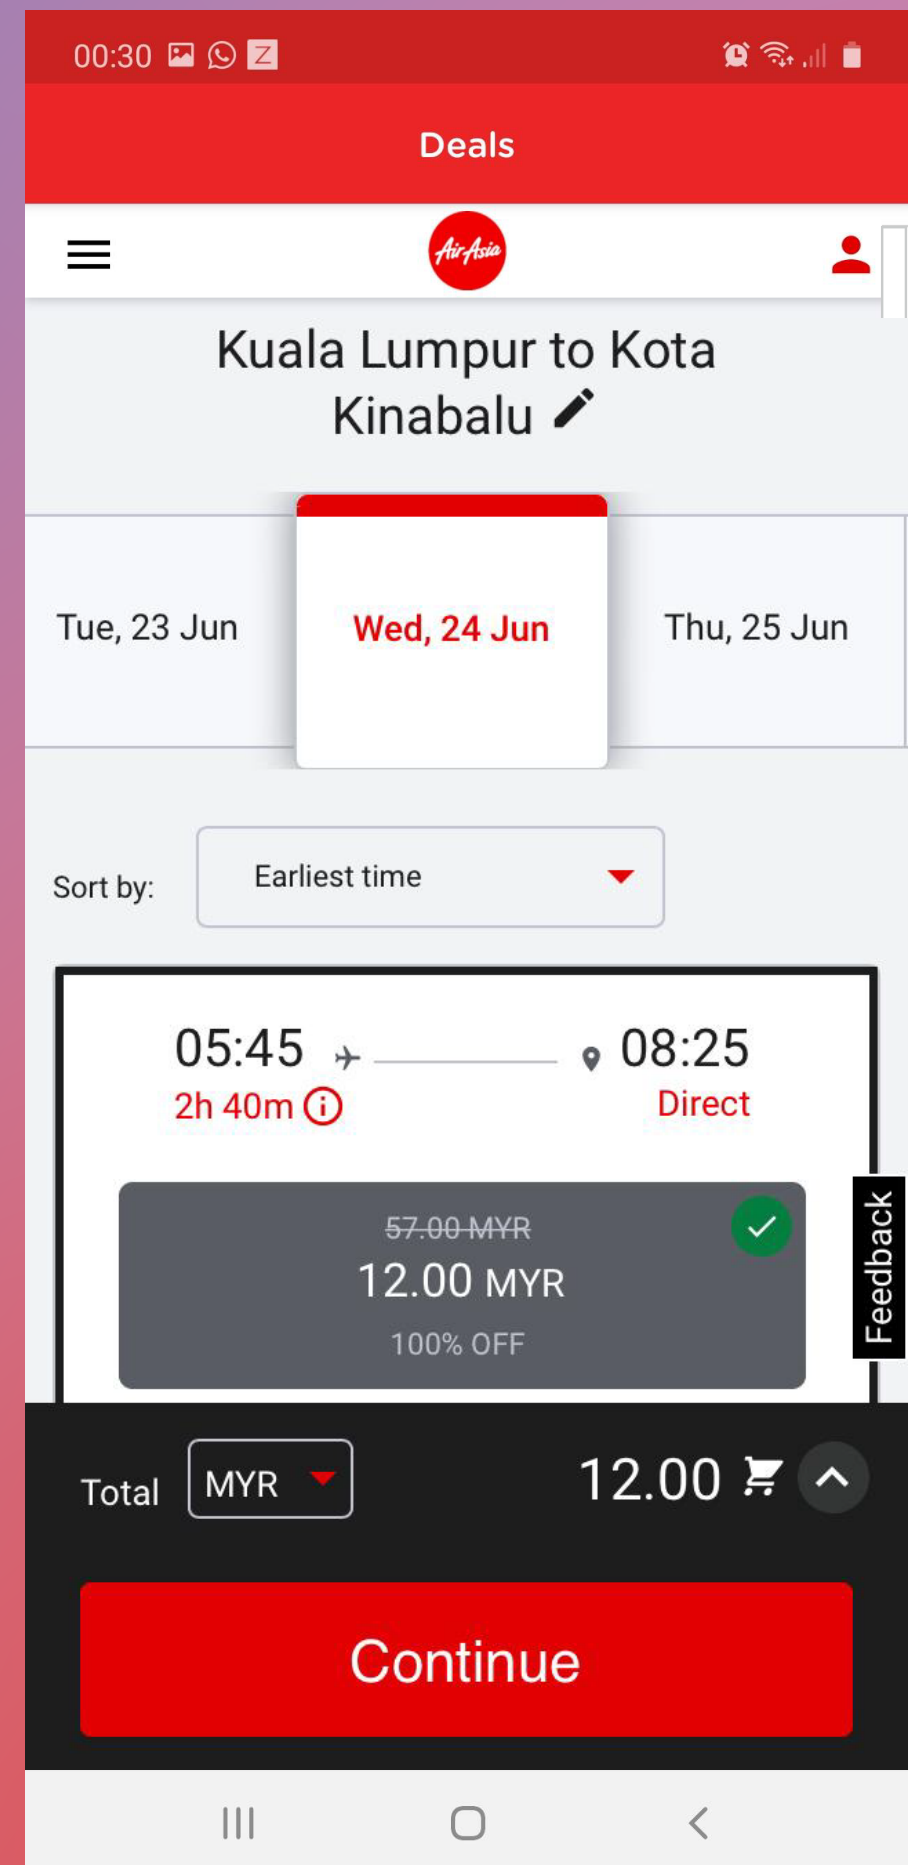 00:30 Z
Deals
AirAsia
Kuala Lumpur to Kota
Kinabalu
Tue, 23 Jun
Wed, 24 Jun
Thu, 25 Jun
Sort by:
Earliest time
05:45
08:25
2h 40m
Direct
57.00 MYR
12.00 MYR
100% OFF
Feedback
Total
MYR
12.00
Continue